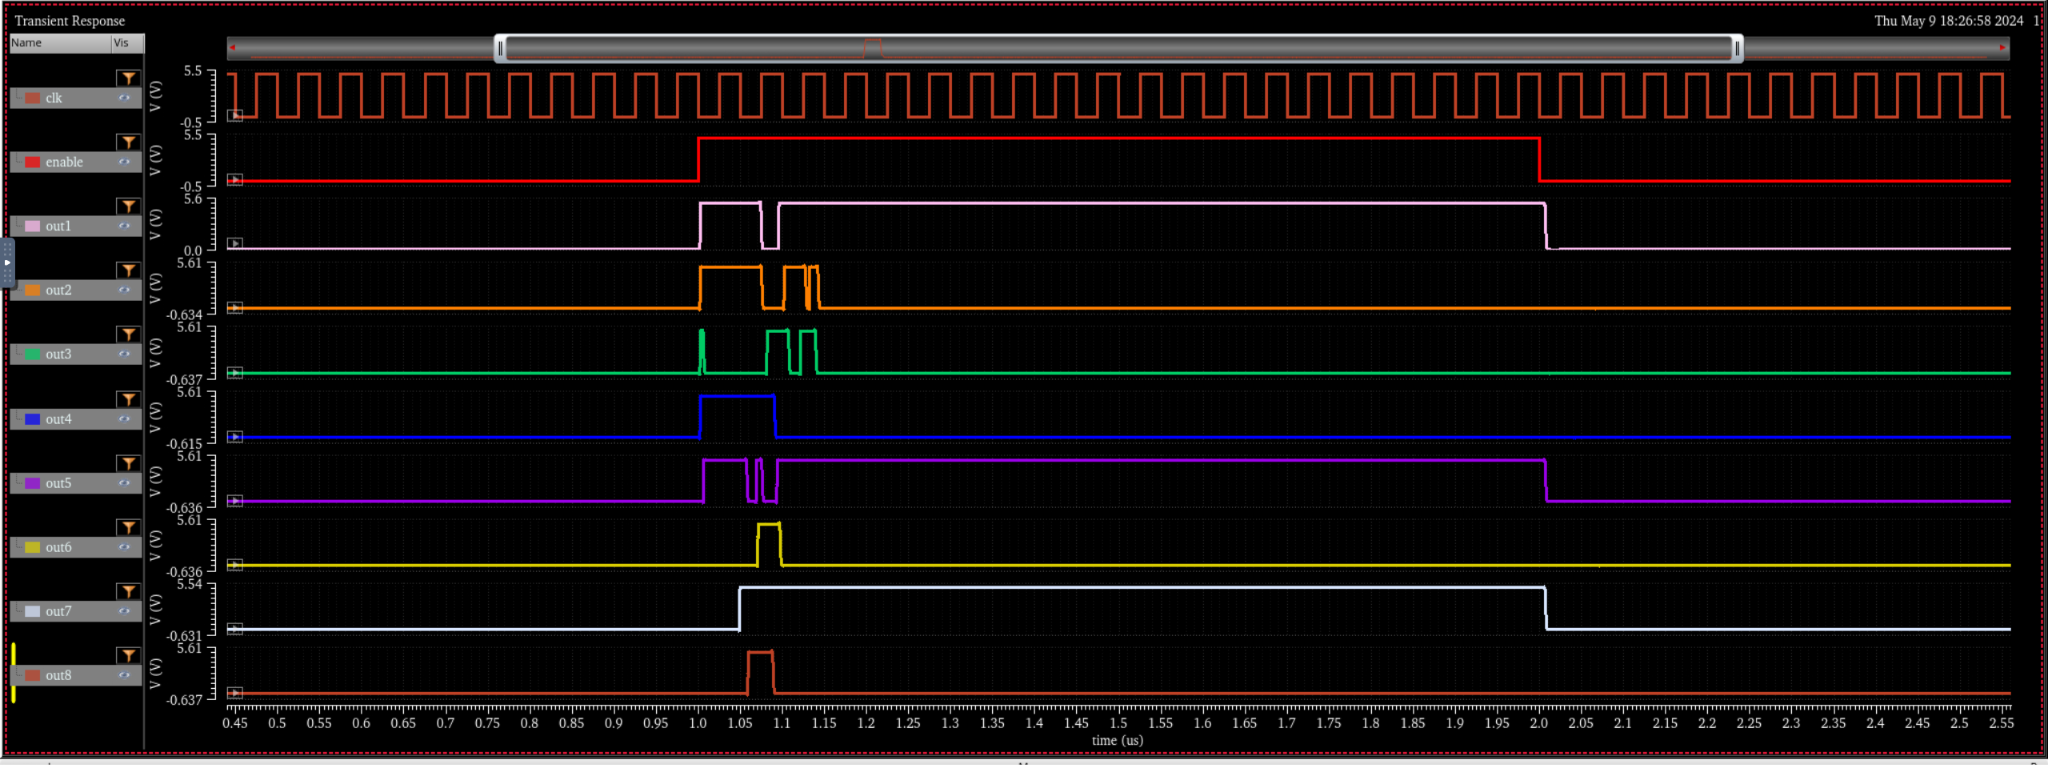 Transient Response
Thu May 9 18:26:58 2024 1
Name Vis
clk
V (V)
5.5
-0.5
enable
V (V)
5.5
-0.5
out1
V (V)
5.6
0.0
out2
V (V)
5.61
-0.634
out3
V (V)
5.61
-0.637
out4
V (V)
5.61
-0.615
out5
V (V)
5.61
-0.636
out6
V (V)
5.61
-0.636
out7
V (V)
5.54
-0.631
out8
V (V)
5.61
-0.637
0.45 0.5 0.55 0.6 0.65 0.7 0.75 0.8 0.85 0.9 0.95 1.0 1.05 1.1 1.15 1.2 1.25 1.3 1.35 1.4 1.45 1.5 1.55 1.6 1.65 1.7 1.75 1.8 1.85 1.9 1.95 2.0 2.05 2.1 2.15 2.2 2.25 2.3 2.35 2.4 2.45 2.5 2.55
time (us)